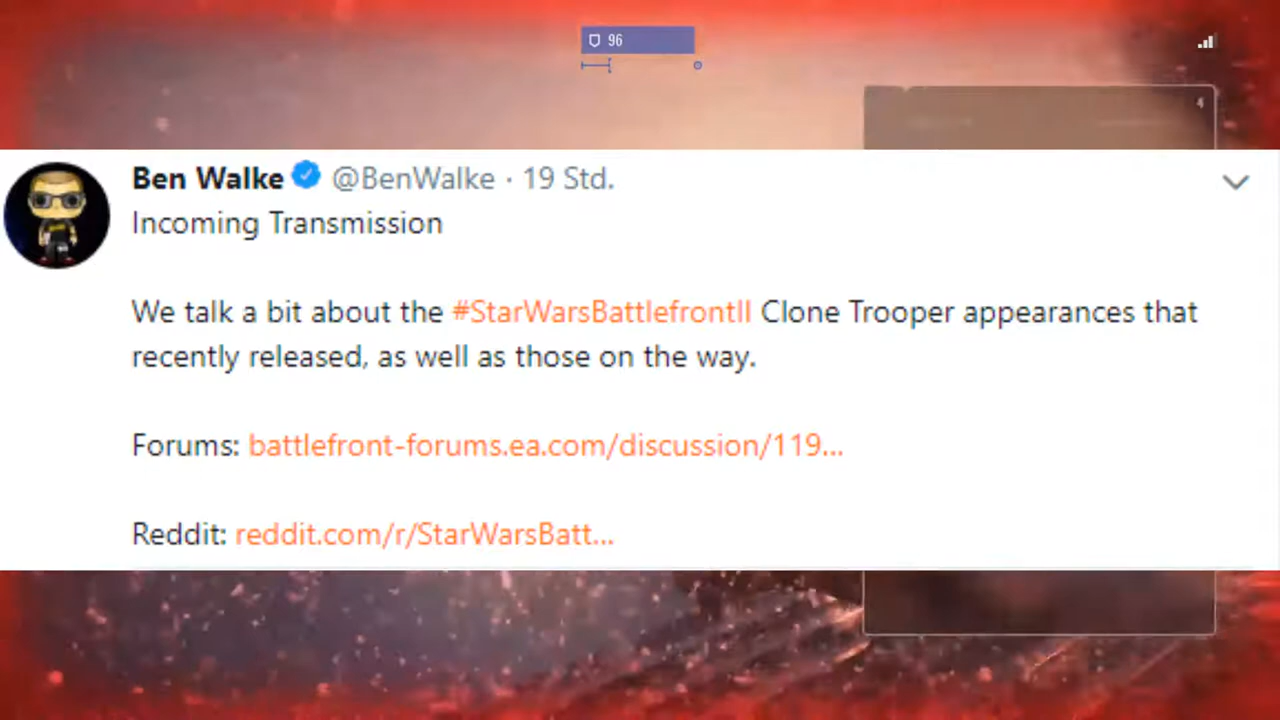 96
4
Ben Walke @BenWalke · 19 Std.
Incoming Transmission
We talk a bit about the #StarWarsBattlefrontII Clone Trooper appearances that
recently released, as well as those on the way.
Forums: battlefront-forums.ea.com/discussion/119...
Reddit: reddit.com/r/StarWarsBatt...